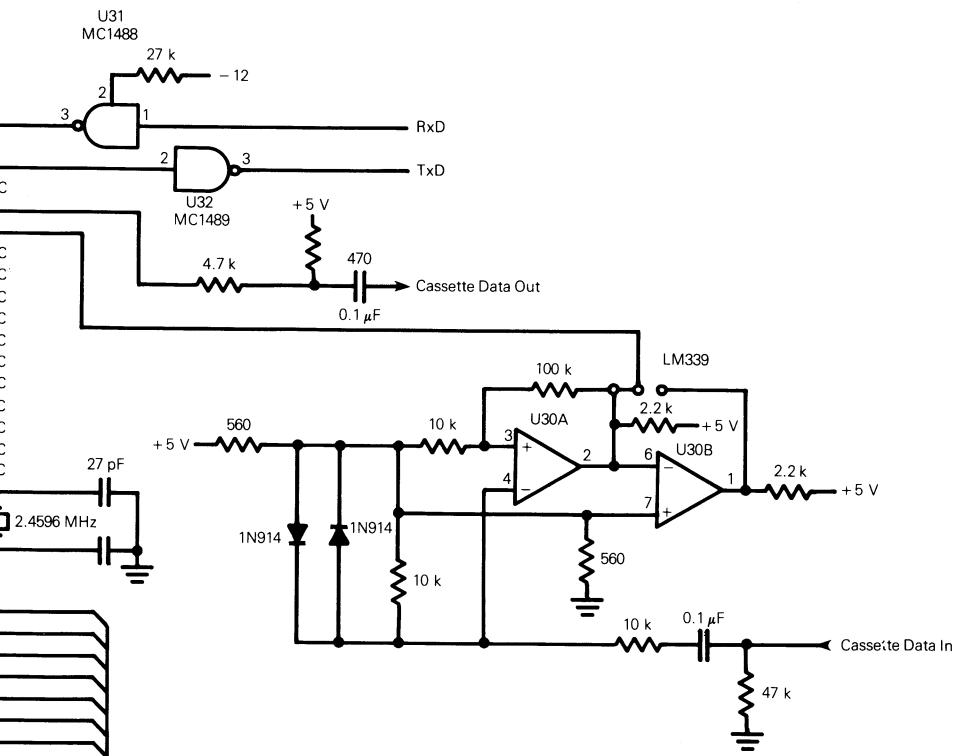 U31
MC1488
27 k
– 12
2
3
1
RxD
2
3
TxD
U32
MC1489
C
+ 5 V
4.7 k
470
Cassette Data Out
0.1 μF
C
C
C
C
C
C
C
C
C
C
C
LM339
100 k
2.2 k
+ 5 V
U30A
10 k
560
+ 5 V
3
+
2
4
–
U30B
6
–
1
7
+
2.2 k
+ 5 V
27 pF
2.4596 MHz
1N914
1N914
10 k
560
10 k
0.1 μF
Cassette Data In
47 k